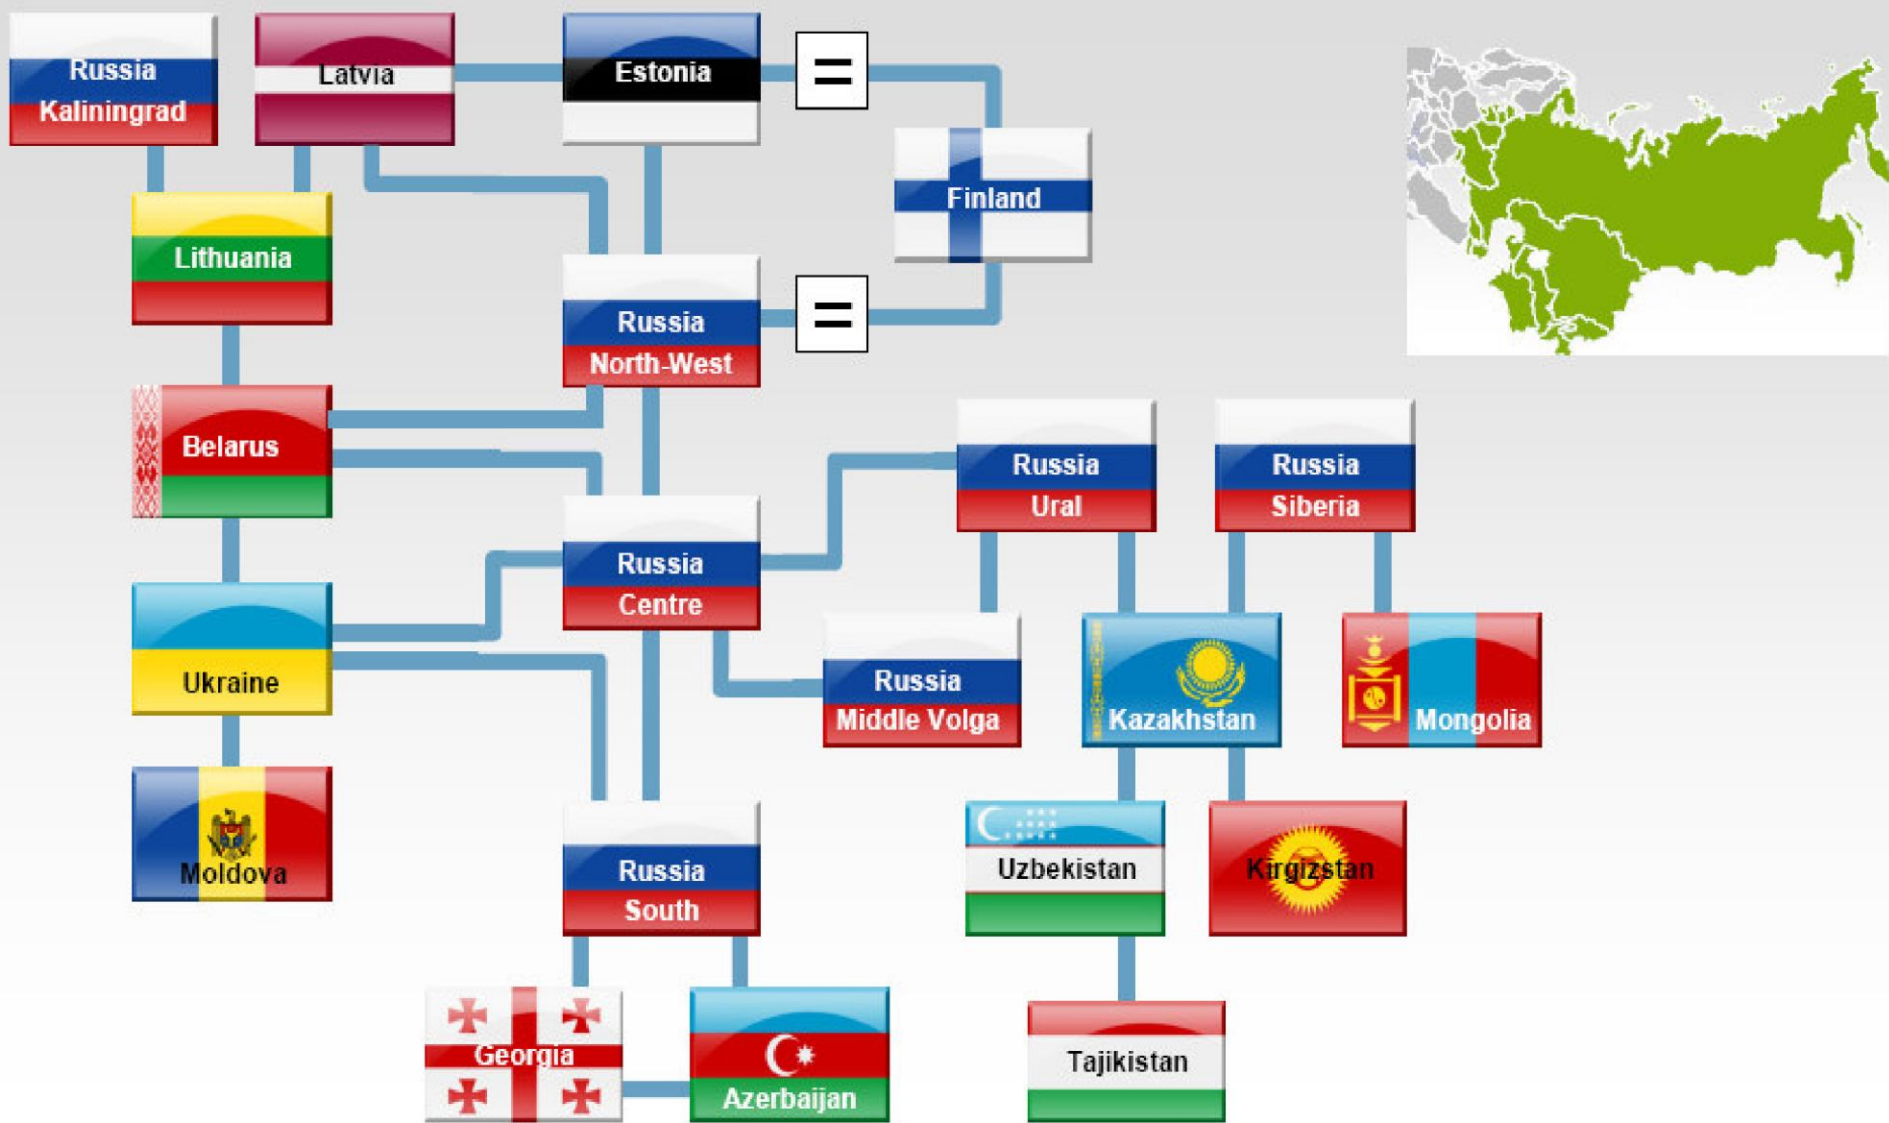 Russia
Kaliningrad
Latvia
Estonia
=
Finland
Lithuania
Russia
North-West
=
Belarus
Russia
Ural
Russia
Siberia
Russia
Centre
Ukraine
Russia
Middle Volga
Kazakhstan
Mongolia
Moldova
Russia
South
Uzbekistan
Kirgizstan
Georgia
Azerbaijan
Tajikistan